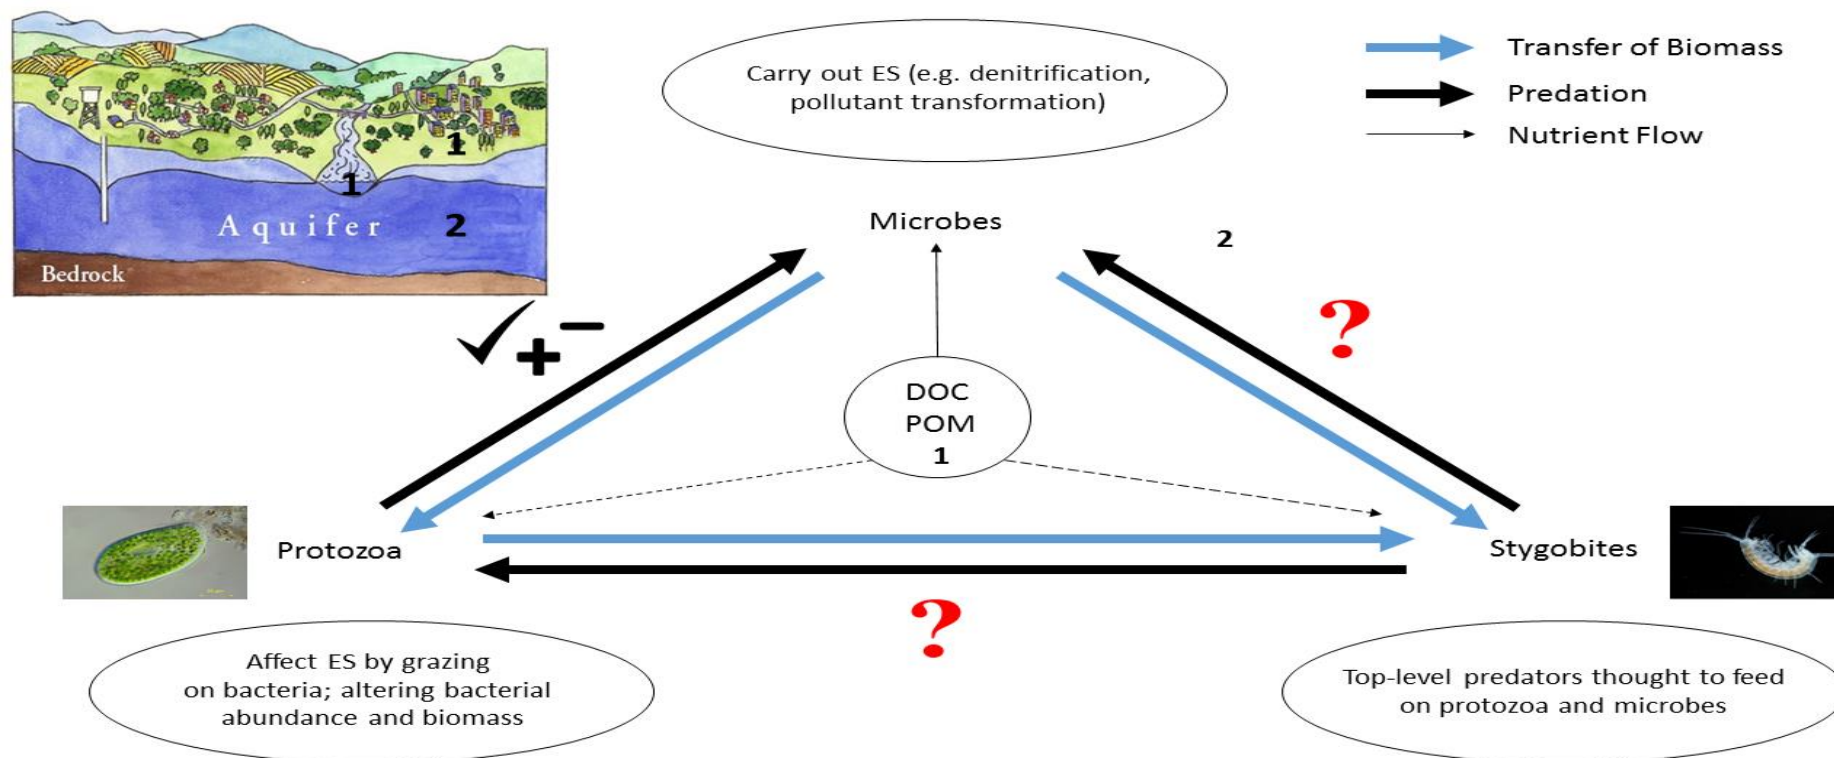 Carry out ES (e.g. denitrification,
pollutant transformation)
Transfer of Biomass
Predation
Nutrient Flow
1
1
Aquifer
2
Bedrock
Microbes
2
?
✓+−
DOC
POM
1
Protozoa
Stygobites
?
Affect ES by grazing
on bacteria; altering bacterial
abundance and biomass
Top-level predators thought to feed
on protozoa and microbes